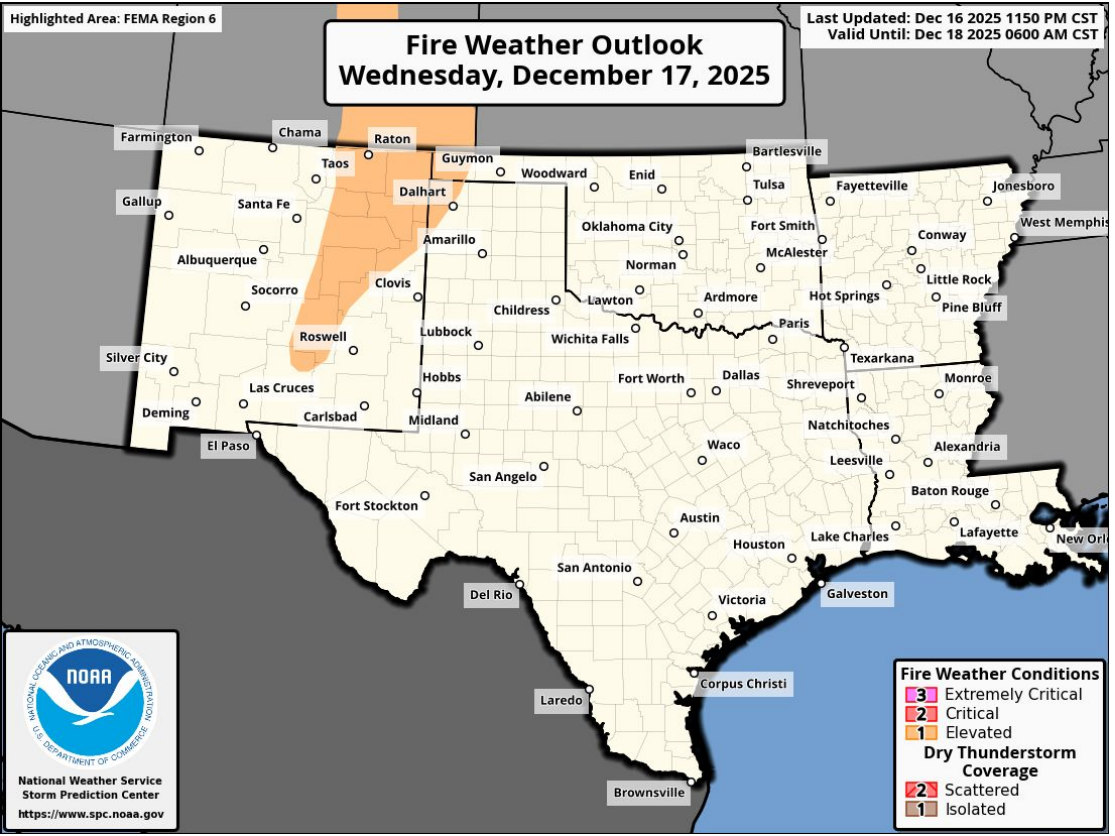 Highlighted Area: FEMA Region 6
Fire Weather Outlook
Wednesday, December 17, 2025
Last Updated: Dec 16 2025 1150 PM CST
Valid Until: Dec 18 2025 0600 AM CST
Farmington
Chama
Raton
Taos
Guymon
Woodward
Enid
Bartlesville
Tulsa
Fayetteville
Jonesboro
Gallup
Santa Fe
Dalhart
West Memphis
Albuquerque
Amarillo
Oklahoma City
Fort Smith
Conway
Norman
McAlester
Little Rock
Socorro
Clovis
Childress
Lawton
Ardmore
Hot Springs
Pine Bluff
Roswell
Lubbock
Wichita Falls
Paris
Texarkana
Silver City
Las Cruces
Hobbs
Abilene
Fort Worth
Dallas
Shreveport
Monroe
Deming
Carlsbad
Midland
Natchitoches
El Paso
San Angelo
Waco
Leesville
Alexandria
Fort Stockton
Austin
Baton Rouge
Houston
Lake Charles
Lafayette
New Orl
San Antonio
Del Rio
Victoria
Galveston
Laredo
Corpus Christi
Brownsville
NATIONAL OCEANIC AND ATMOSPHERIC ADMINISTRATION
NOAA
U.S. DEPARTMENT OF COMMERCE
National Weather Service
Storm Prediction Center
https://www.spc.noaa.gov
Fire Weather Conditions
3 Extremely Critical
2 Critical
1 Elevated
Dry Thunderstorm
Coverage
2 Scattered
1 Isolated